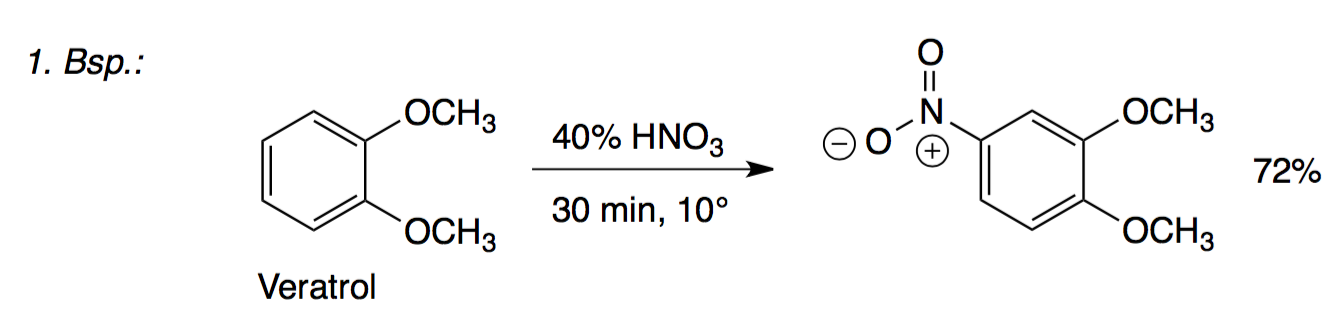 1. Bsp.:
OCH₃
OCH₃
Veratrol
40% HNO₃
30 min, 10°
O
N
⊖ O
⊕
OCH₃
OCH₃
72%